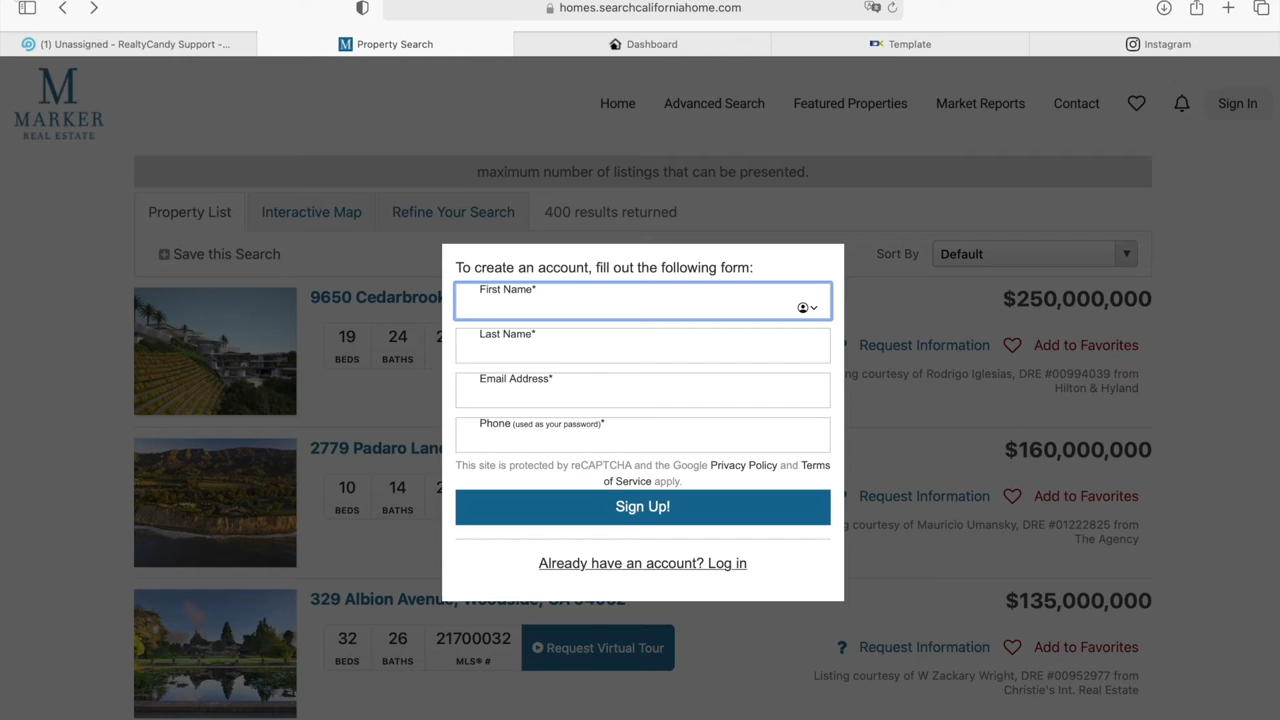 homes.searchcaliforniahome.com
(1) Unassigned - RealtyCandy Support -...
Property Search
Dashboard
Template
Instagram
M
MARKER
REAL ESTATE
Home
Advanced Search
Featured Properties
Market Reports
Contact
Sign In
maximum number of listings that can be presented.
Property List
Interactive Map
Refine Your Search
400 results returned
Save this Search
Sort By
Default
To create an account, fill out the following form:
First Name*
Last Name*
Email Address*
Phone (used as your password)*
This site is protected by reCAPTCHA and the Google Privacy Policy and Terms
of Service apply.
Sign Up!
Already have an account? Log in
9650 Cedarbrook
$250,000,000
19
BEDS
24
BATHS
Request Information
Add to Favorites
courtesy of Rodrigo Iglesias, DRE #00994039 from
Hilton & Hyland
2779 Padaro Lan
$160,000,000
10
BEDS
14
BATHS
Request Information
Add to Favorites
courtesy of Mauricio Umansky, DRE #01222825 from
The Agency
329 Albion Avenue, Woodside, CA 94062
$135,000,000
32
BEDS
26
BATHS
21700032
MLS® #
Request Virtual Tour
? Request Information
Add to Favorites
Listing courtesy of W Zackary Wright, DRE #00952977 from
Christie's Int. Real Estate